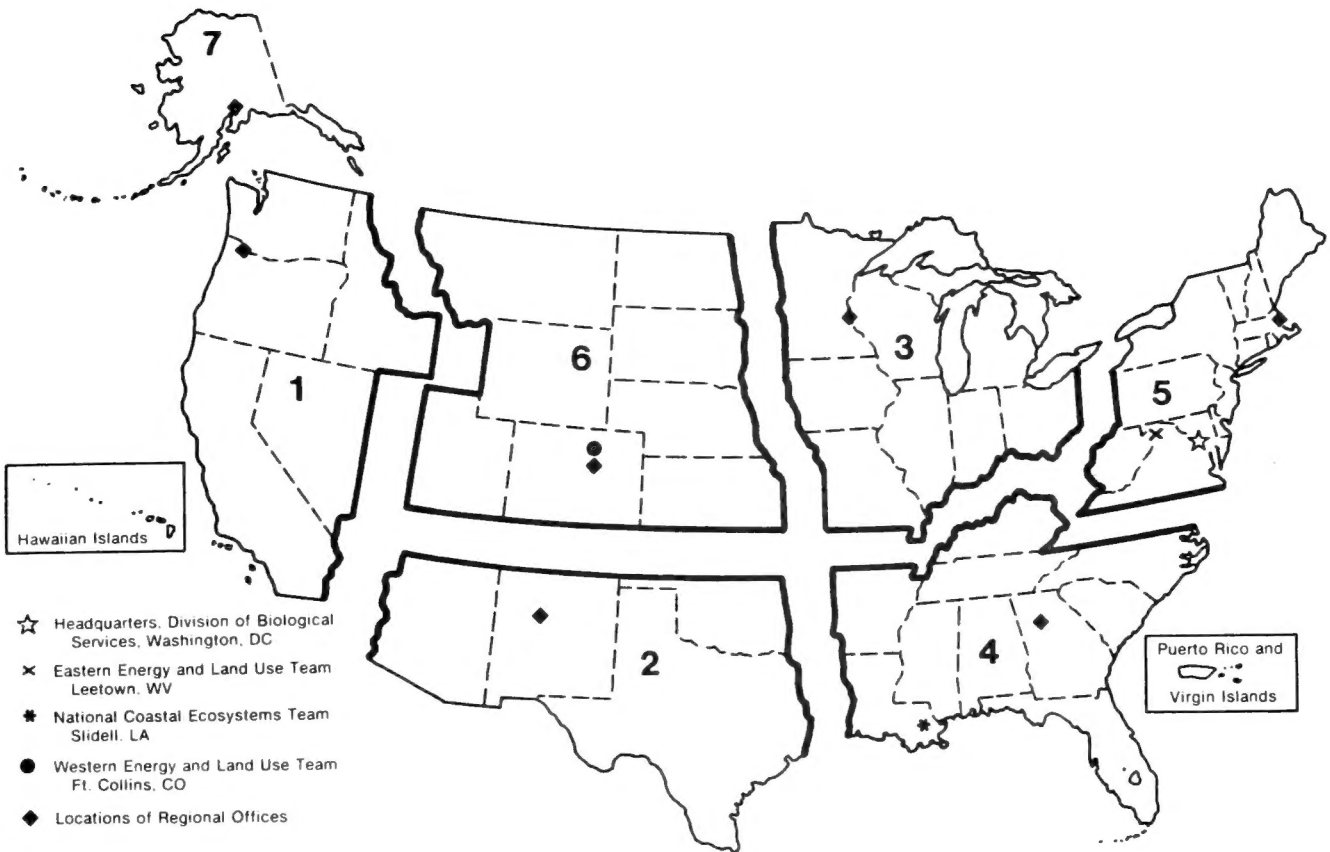 7
6
3
1
5
Hawaiian Islands
2
4
Puerto Rico and
Virgin Islands
Headquarters, Division of Biological
Services, Washington, DC
Eastern Energy and Land Use Team
Leetown, WV
National Coastal Ecosystems Team
Slidell, LA
Western Energy and Land Use Team
Ft. Collins, CO
Locations of Regional Offices